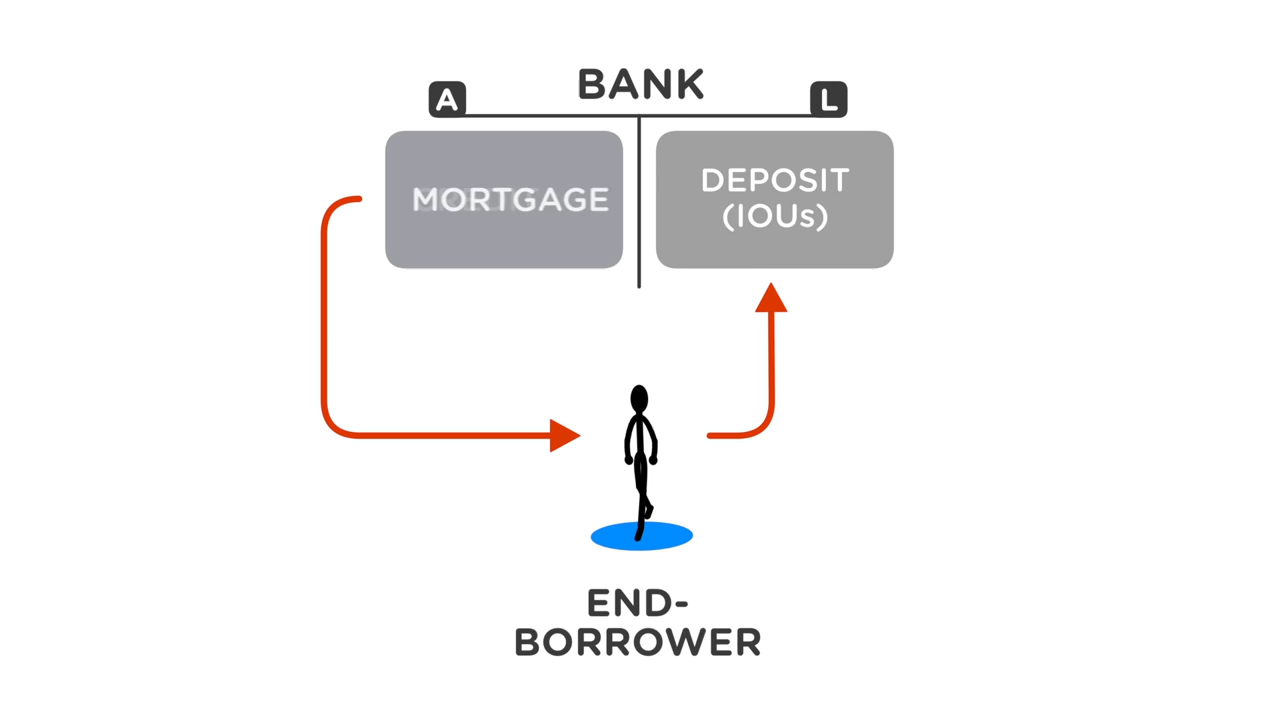 BANK
A
L
MORTGAGE
DEPOSIT
(IOUs)
END-
BORROWER